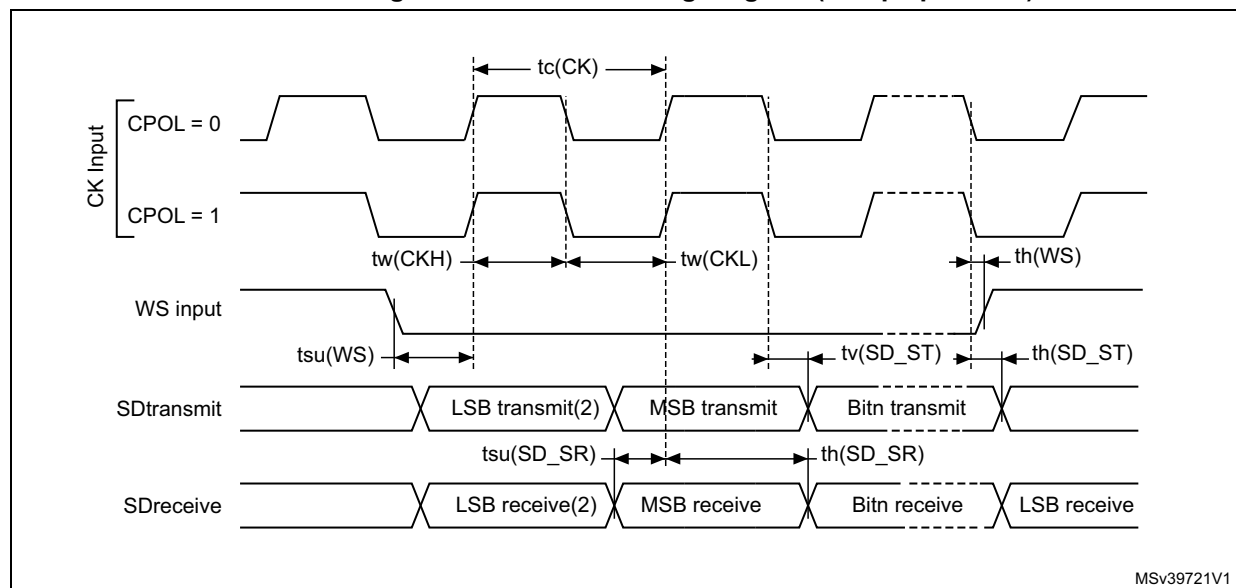 tc(CK)
CK Input
CPOL = 0
CPOL = 1
tw(CKH)
tw(CKL)
th(WS)
WS input
tsu(WS)
tv(SD_ST)
th(SD_ST)
SDtransmit
LSB transmit(2)
MSB transmit
Bitn transmit
tsu(SD_SR)
th(SD_SR)
SDreceive
LSB receive(2)
MSB receive
Bitn receive
LSB receive
MSv39721V1